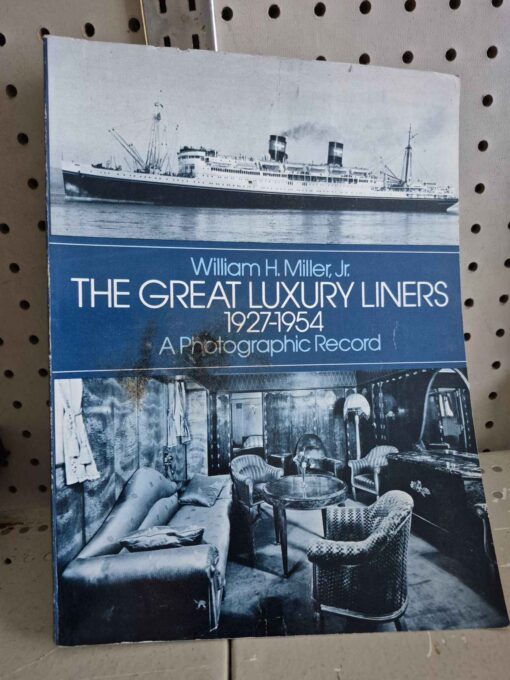 William H. Miller, Jr.
THE GREAT LUXURY LINERS
1927-1954
A Photographic Record